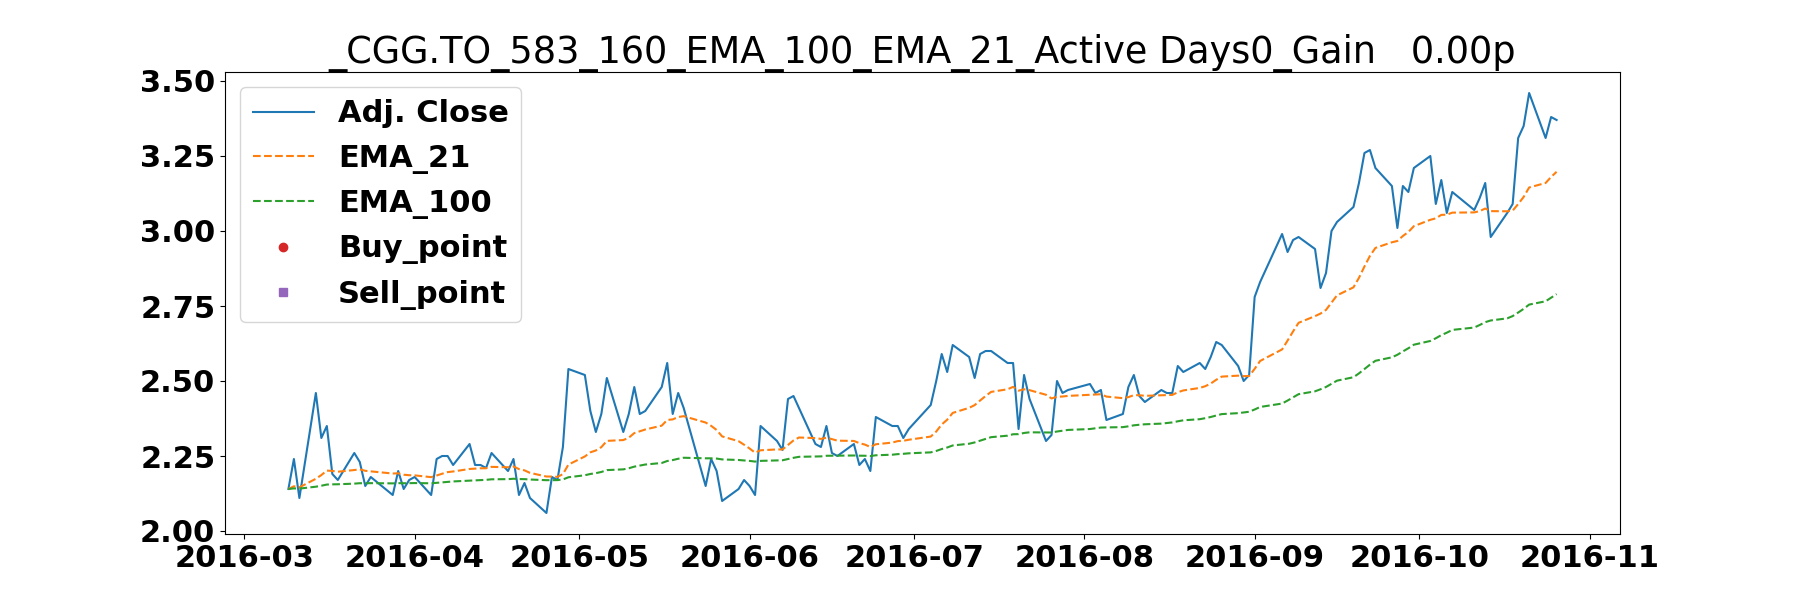 _CGG.TO_583_160_EMA_100_EMA_21_Active Days0_Gain   0.00p
3.50
3.25
3.00
2.75
2.50
2.25
2.00
Adj. Close
EMA_21
EMA_100
Buy_point
Sell_point
2016-03 2016-04 2016-05 2016-06 2016-07 2016-08 2016-09 2016-10 2016-11